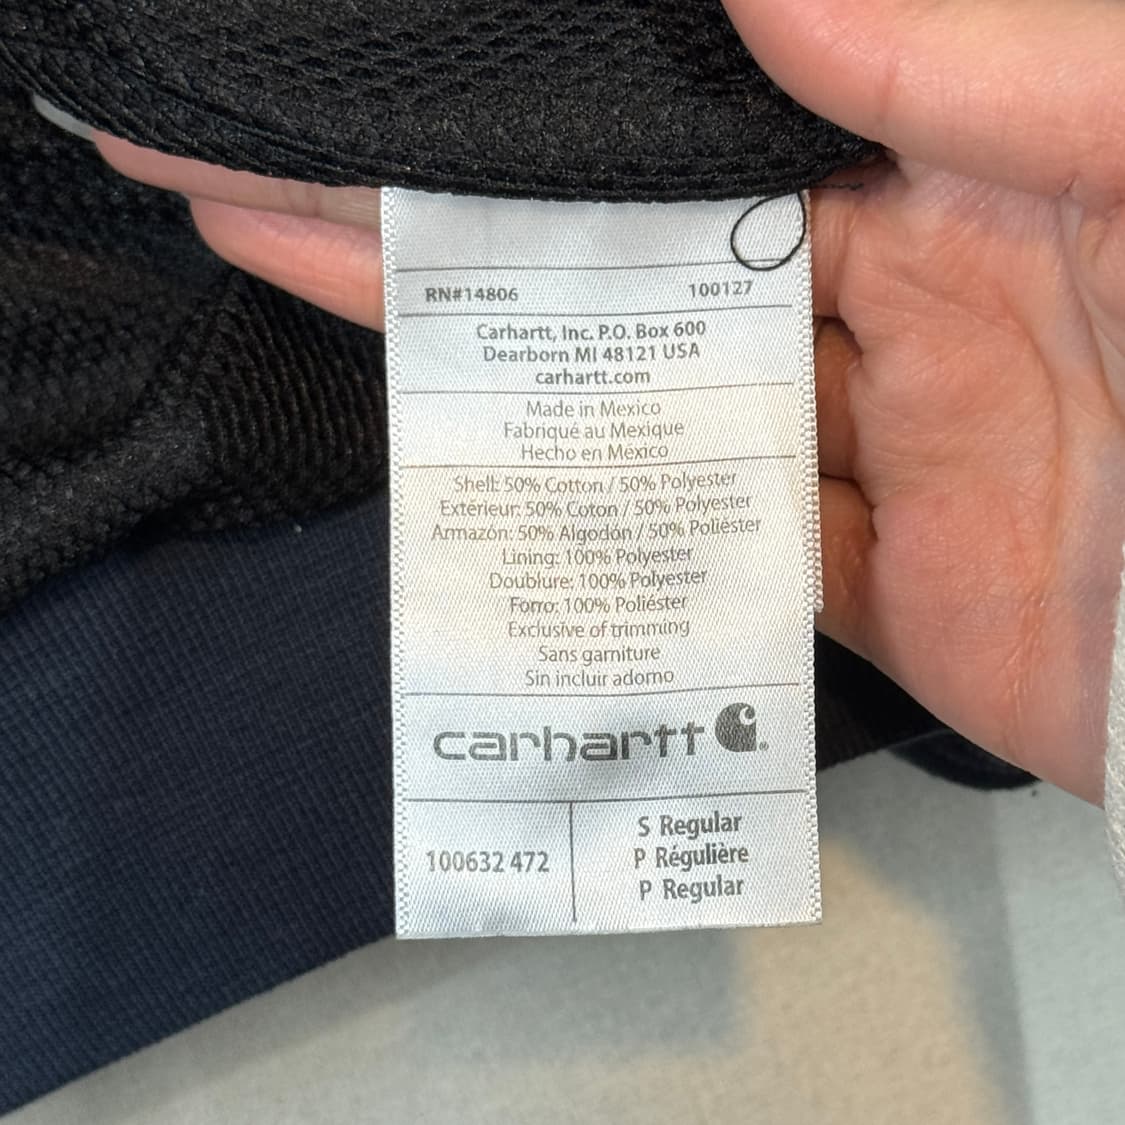 RN#14806 100127
Carhartt, Inc. P.O. Box 600
Dearborn MI 48121 USA
carhartt.com
Made in Mexico
Fabriqué au Mexique
Hecho en México
Shell: 50% Cotton / 50% Polyester
Extérieur: 50% Coton / 50% Polyester
Armazón: 50% Algodón / 50% Poliéster
Lining: 100% Polyester
Doublure: 100% Polyester
Forro: 100% Poliéster
Exclusive of trimming
Sans garniture
Sin incluir adorno
carhartt®
100632 472
S Regular
P Régulière
P Regular